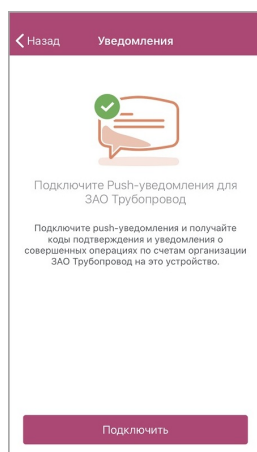 Назад
Уведомления
Подключите Push-уведомления для
ЗАО Трубопровод
Подключите push-уведомления и получайте
коды подтверждения и уведомления о
совершенных операциях по счетам организации
ЗАО Трубопровод на это устройство.
Подключить